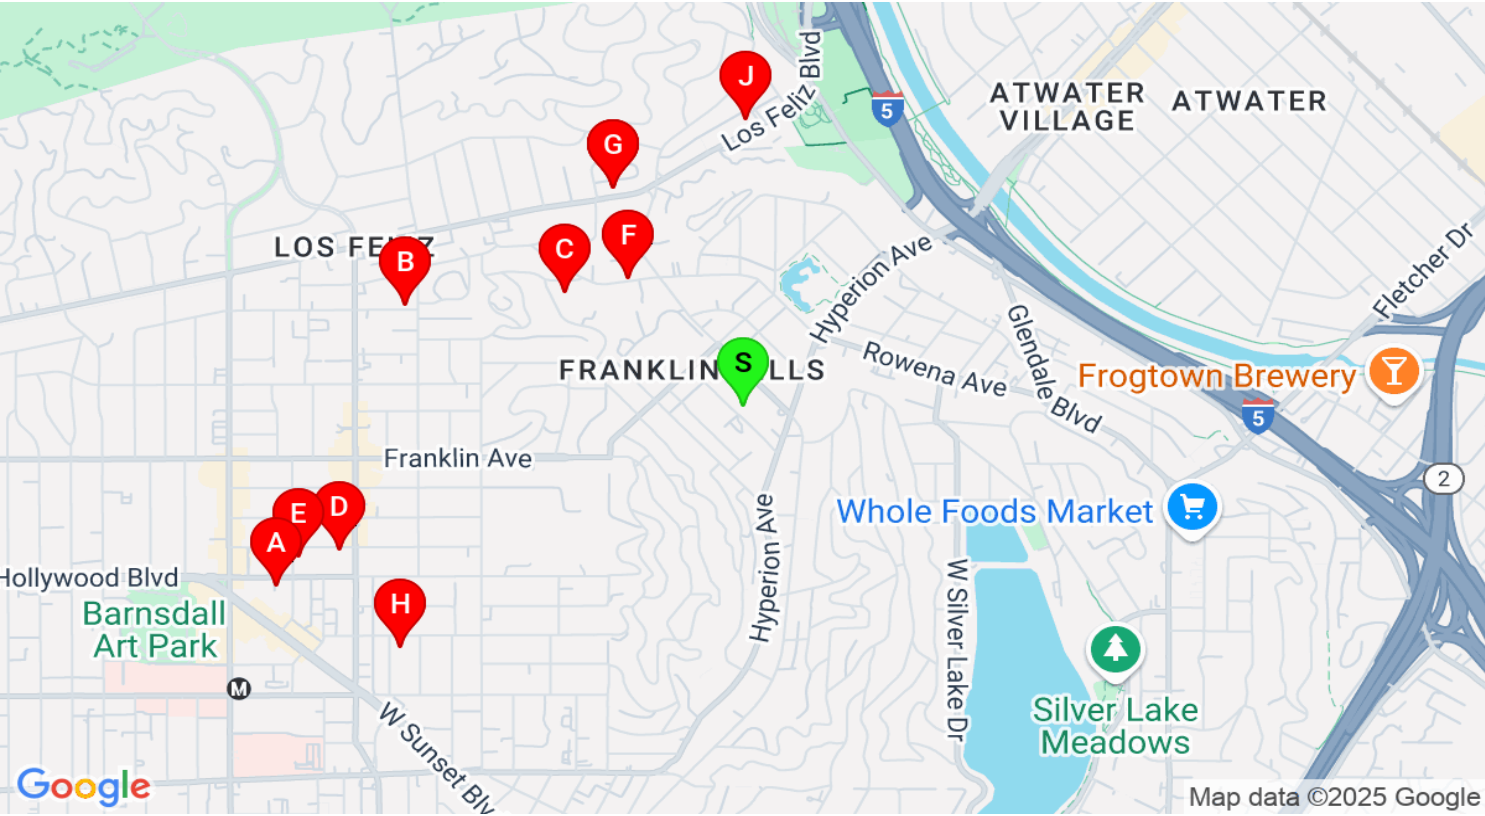 Los Feliz Blvd
5
ATWATER
VILLAGE
ATWATER
J
G
LOS FELIZ
B
C
F
Hyperion Ave
Fletcher Dr
FRANKLIN HILLS
S
Rowena Ave
Glendale Blvd
Frogtown Brewery
5
Franklin Ave
2
E
D
A
Whole Foods Market
Hollywood Blvd
Barnsdall
Art Park
H
Hyperion Ave
W Silver Lake Dr
M
W Sunset Blv
Silver Lake
Meadows
Google
Map data ©2025 Google